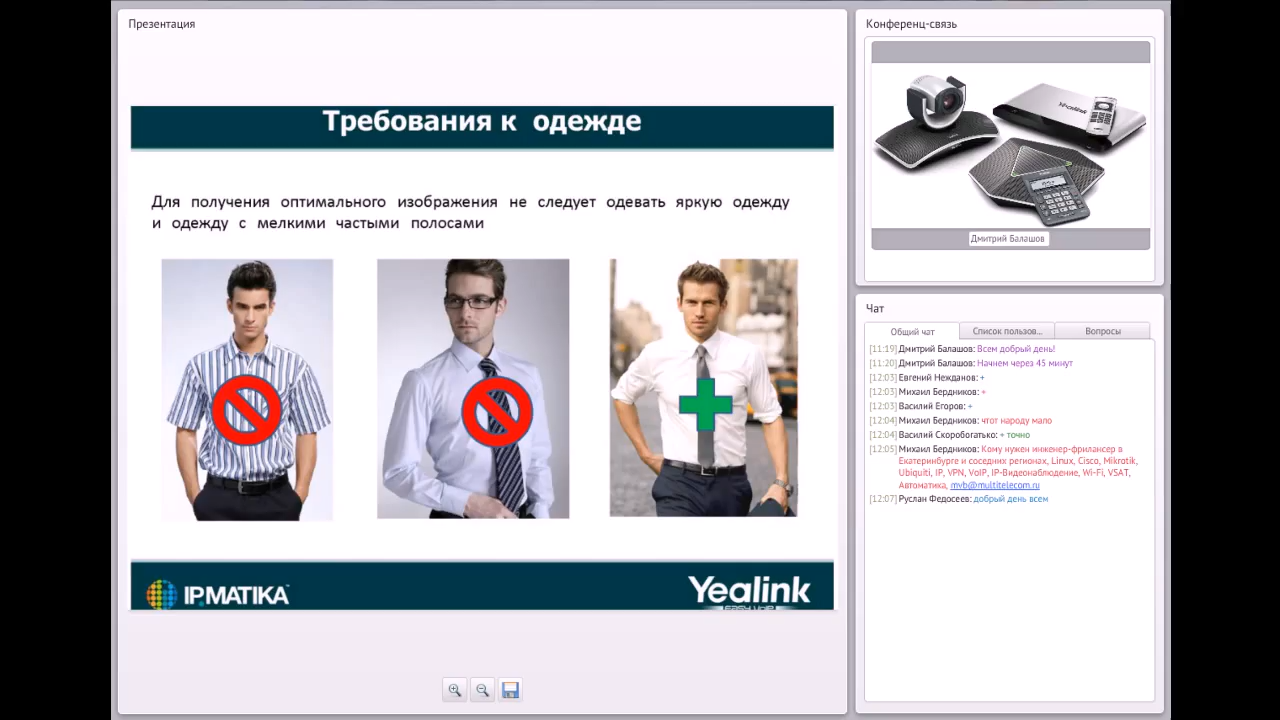 Презентация
Требования к одежде
Для получения оптимального изображения не следует одевать яркую одежду
и одежду с мелкими частыми полосами
IPMATIKA
Yealink
EASY VoIP
Конференц-связь
Yealink
Дмитрий Балашов
Чат
Общий чат
Список пользов...
Вопросы
[11:19] Дмитрий Балашов: Всем добрый день!
[11:20] Дмитрий Балашов: Начнем через 45 минут
[12:03] Евгений Нежданов: +
[12:03] Михаил Бердников: +
[12:03] Василий Егоров: +
[12:04] Михаил Бердников: чтот народу мало
[12:04] Василий Скоробогатько: + точно
[12:05] Михаил Бердников: Кому нужен инженер-фрилансер в
Екатеринбурге и соседних регионах, Linux, Cisco, Mikrotik,
Ubiquiti, IP, VPN, VoIP, IP-Видеонаблюдение, Wi-Fi, VSAT,
Автоматика, mvb@multitelecom.ru
[12:07] Руслан Федосеев: добрый день всем